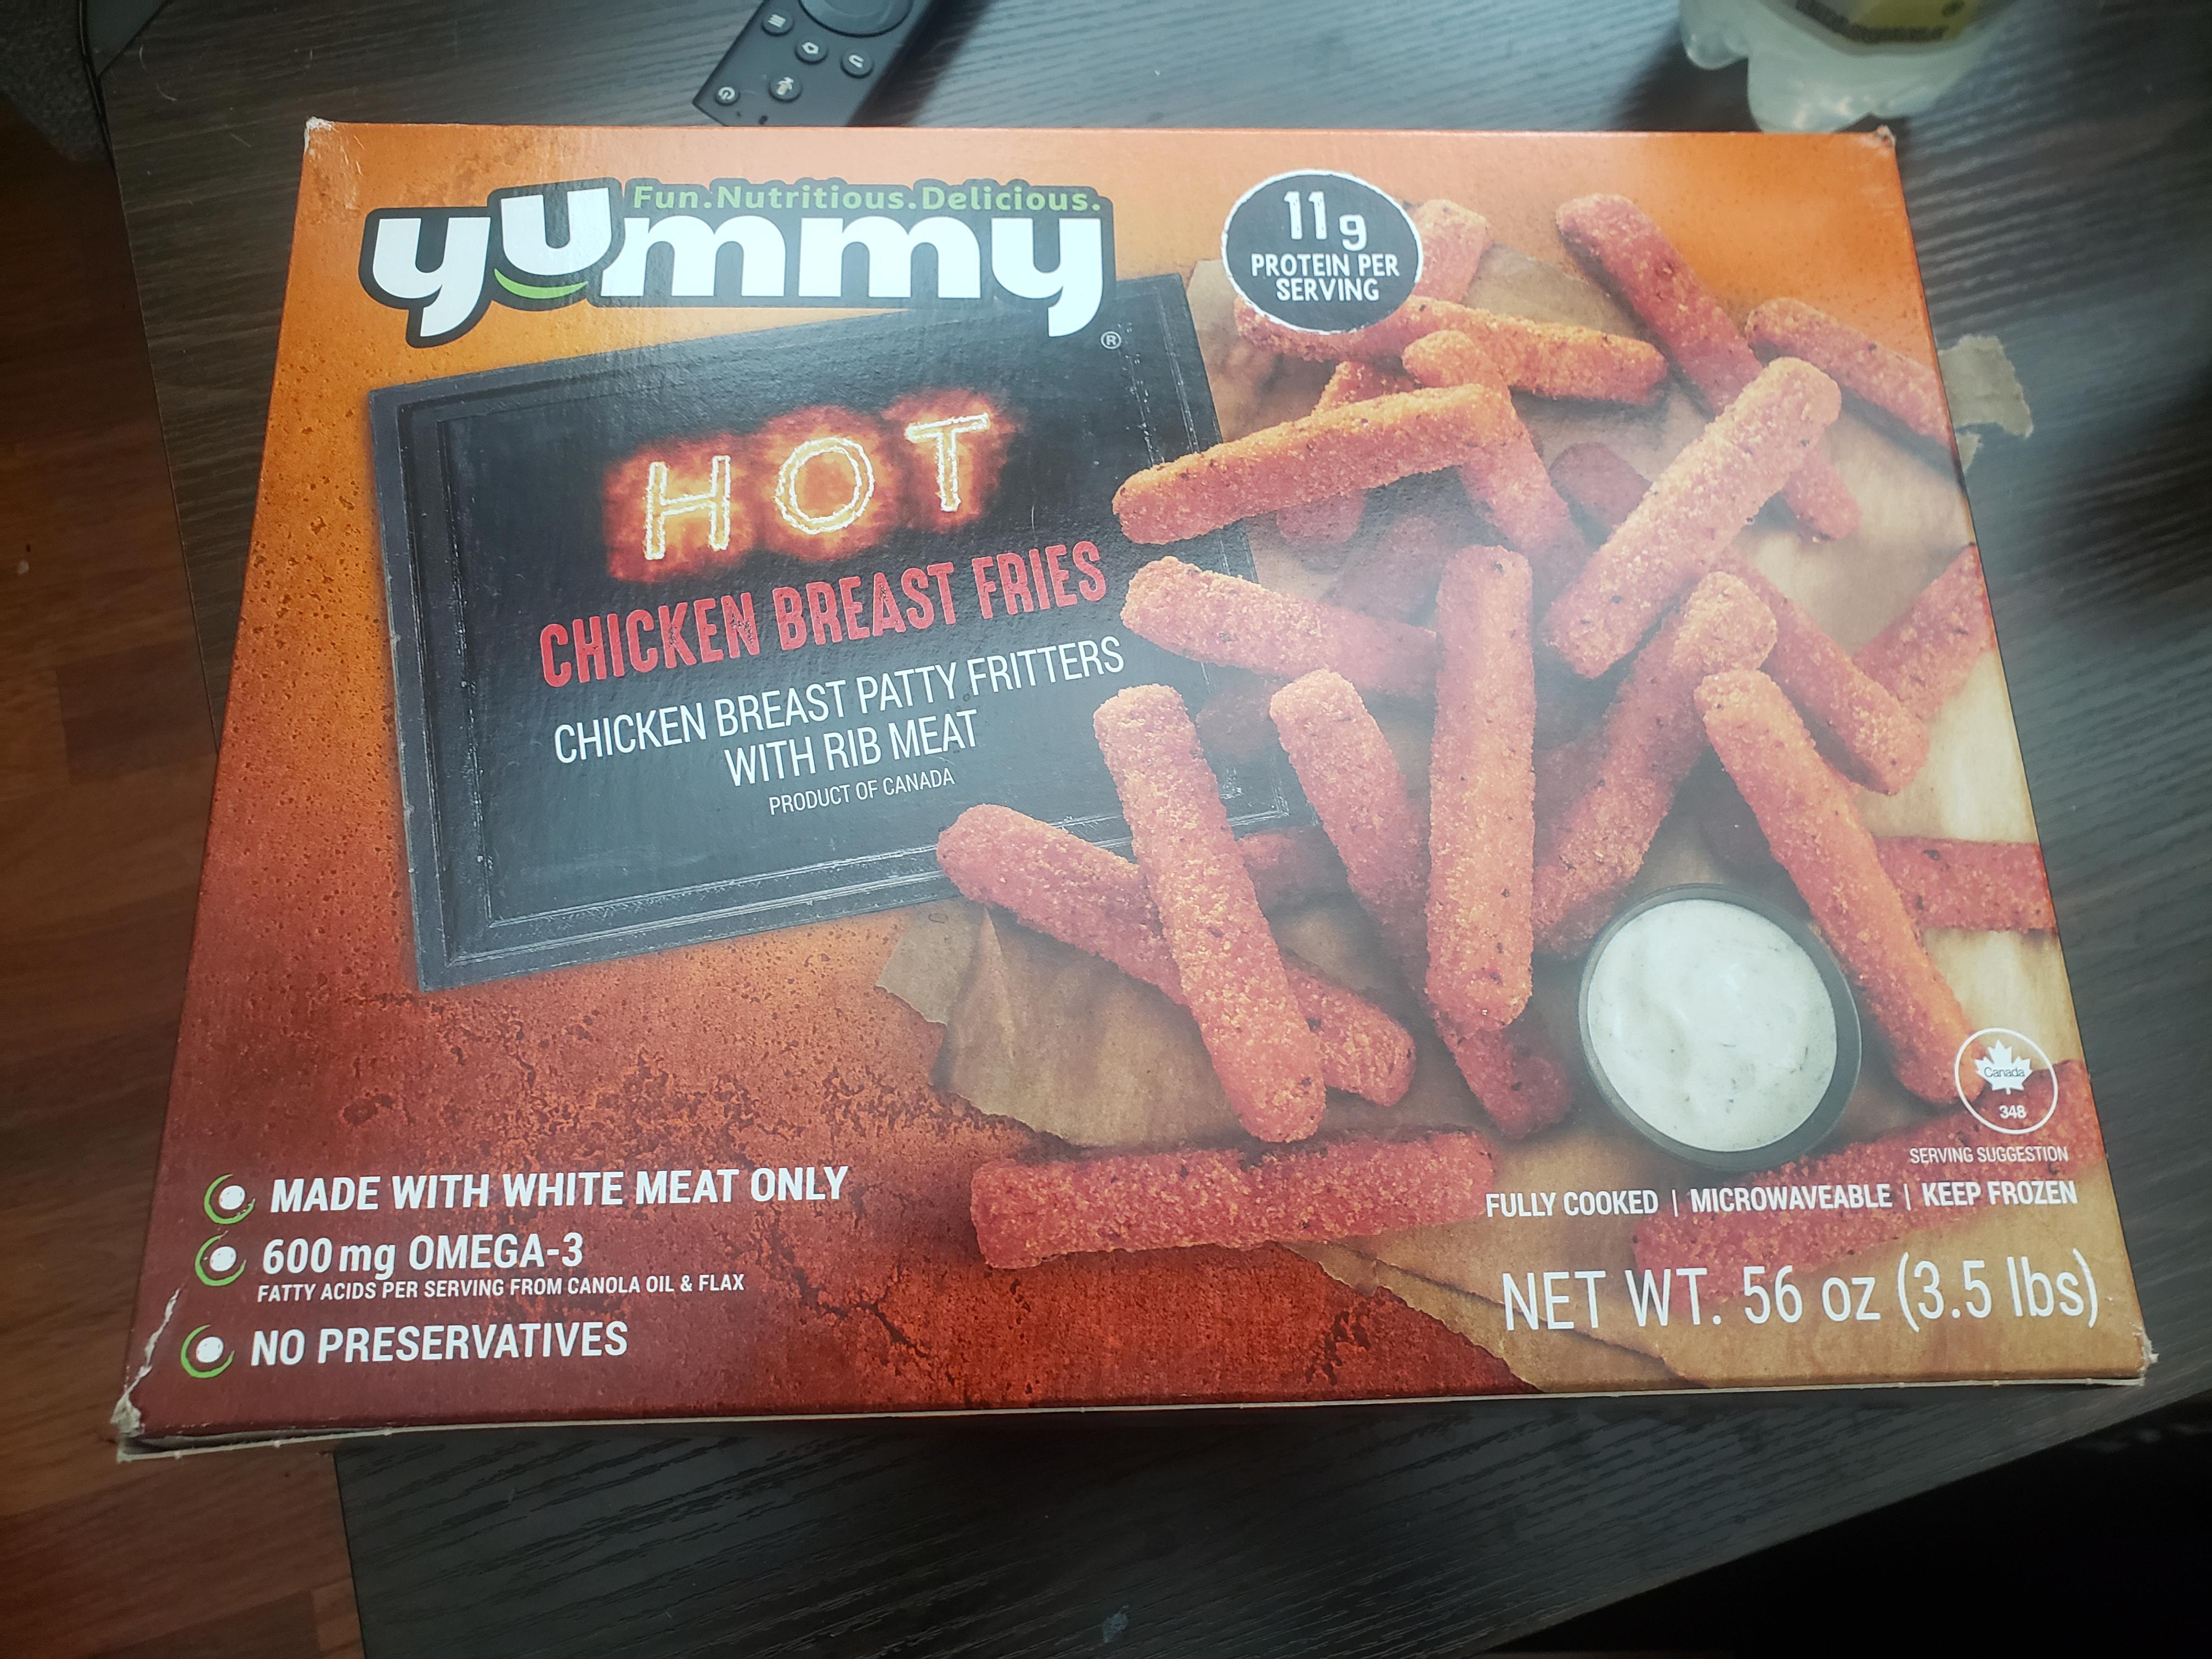 Fun.Nutritious.Delicious.
yummy
®
11g
PROTEIN PER
SERVING
HOT
CHICKEN BREAST FRIES
CHICKEN BREAST PATTY FRITTERS
WITH RIB MEAT
PRODUCT OF CANADA
Canada
348
SERVING SUGGESTION
MADE WITH WHITE MEAT ONLY
600 mg OMEGA-3
FATTY ACIDS PER SERVING FROM CANOLA OIL & FLAX
NO PRESERVATIVES
FULLY COOKED | MICROWAVEABLE | KEEP FROZEN
NET WT. 56 oz (3.5 lbs)